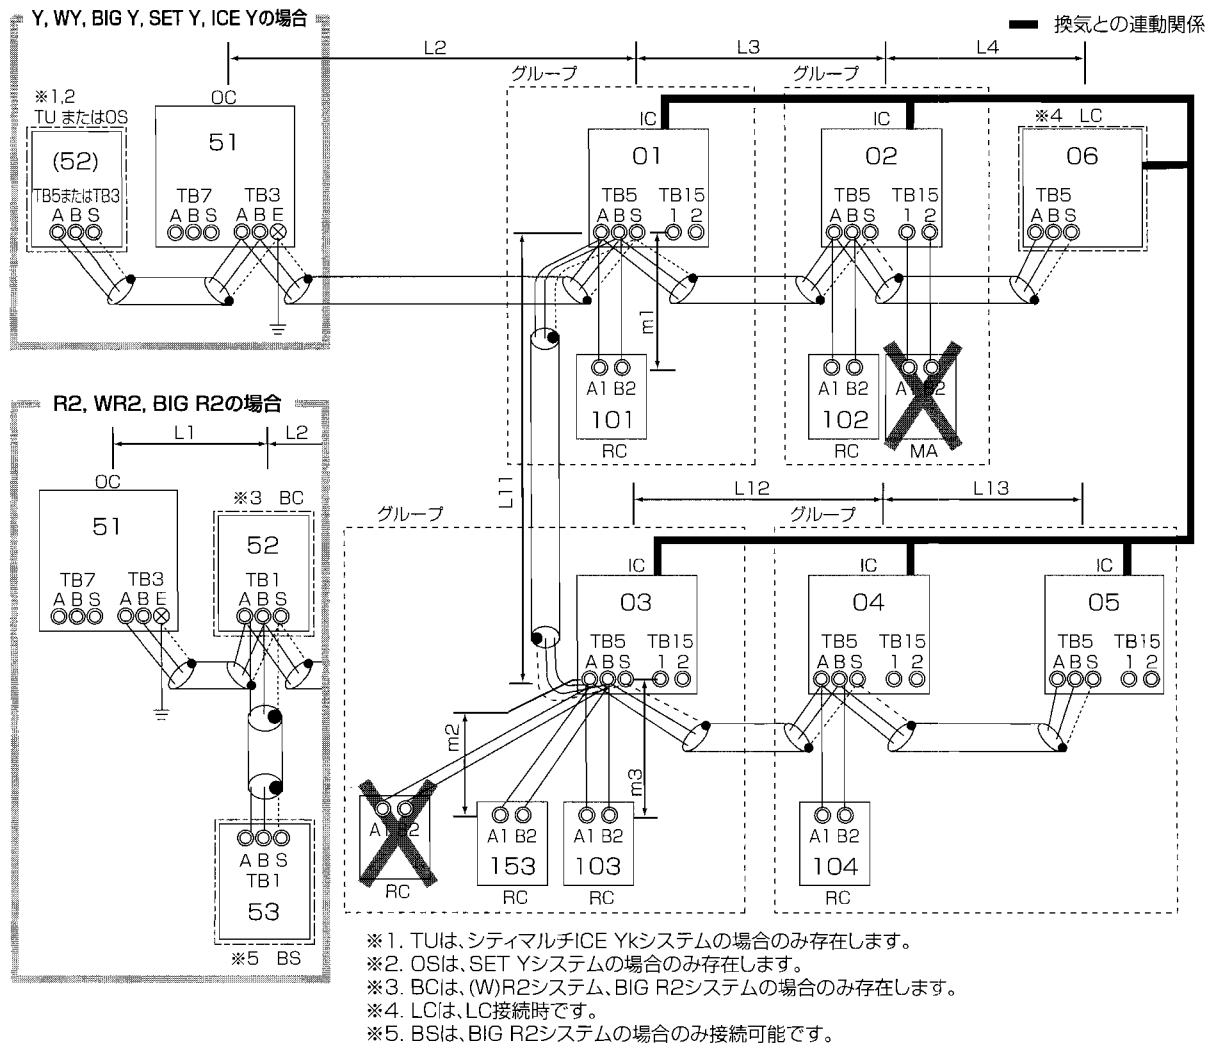 Y, WY, BIG Y, SET Y, ICE Yの場合
換気との連動関係
L2
L3
L4
グループ
グループ
※1,2
TU またはOS
OC
IC
IC
※4 LC
(52)
51
01
02
06
TB5またはTB3
TB7
TB3
TB5
TB15
TB5
TB15
TB5
A B S
A B S
A B E
A B S
1 2
A B S
1 2
A B S
m1
A1 B2
101
RC
A1 B2
102
RC
A1 B2
MA
R2, WR2, BIG R2の場合
L1
L2
L11
L12
L13
グループ
グループ
OC
51
※3 BC
52
TB7
TB3
TB1
A B S
A B E
A B S
IC
03
IC
04
IC
05
TB5
TB15
TB5
TB15
TB5
TB15
A B S
1 2
A B S
1 2
A B S
1 2
m2
m3
A1 B2
RC
A1 B2
153
RC
A1 B2
103
RC
A1 B2
104
RC
A B S
TB1
53
※5 BS
※1. TUは、シティマルチICE Ykシステムの場合のみ存在します。
※2. OSは、SET Yシステムの場合のみ存在します。
※3. BCは、(W)R2システム、BIG R2システムの場合のみ存在します。
※4. LCは、LC接続時です。
※5. BSは、BIG R2システムの場合のみ接続可能です。